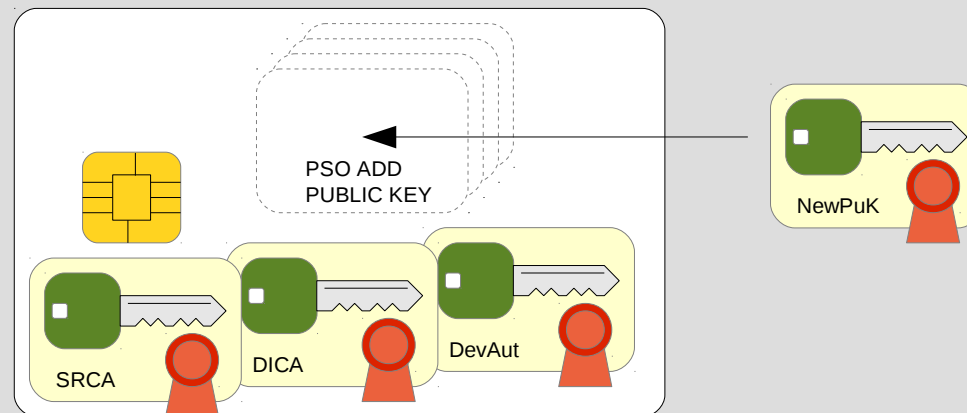 PSO ADD
PUBLIC KEY
NewPuK
DevAut
DICA
SRCA